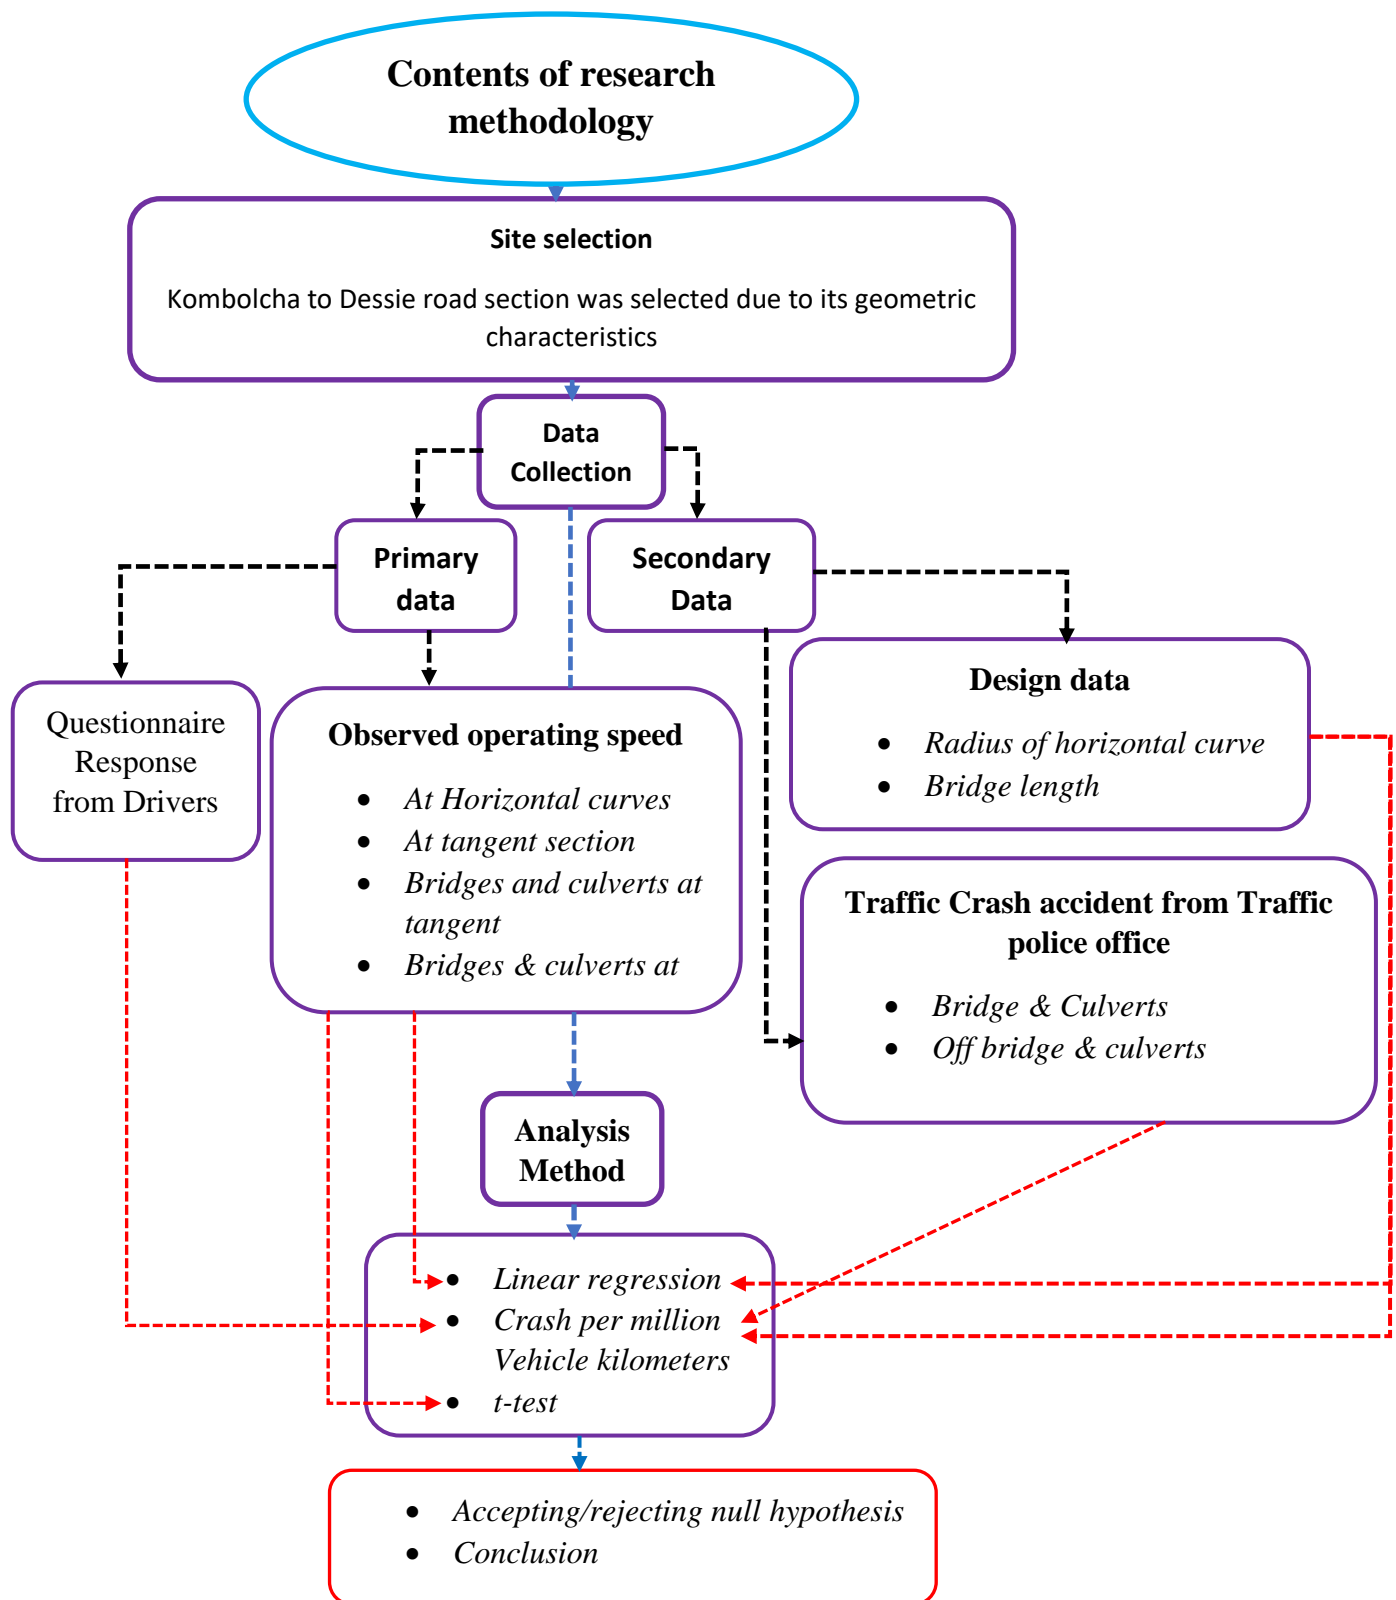 Contents of research
methodology
Site selection
Kombolcha to Dessie road section was selected due to its geometric
characteristics
Data
Collection
Primary
data
Secondary
Data
Questionnaire
Response
from Drivers
Observed operating speed
• At Horizontal curves
• At tangent section
• Bridges and culverts at
tangent
• Bridges & culverts at
Design data
• Radius of horizontal curve
• Bridge length
Traffic Crash accident from Traffic
police office
• Bridge & Culverts
• Off bridge & culverts
Analysis
Method
• Linear regression
• Crash per million
Vehicle kilometers
• t-test
• Accepting/rejecting null hypothesis
• Conclusion